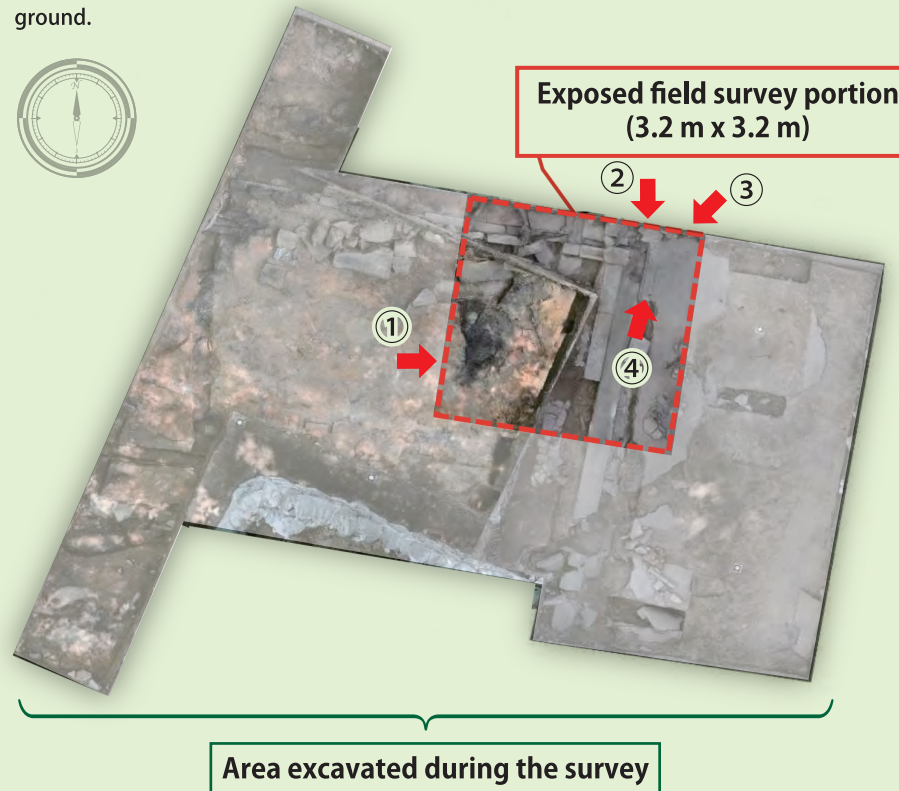 ground.
N
Exposed field survey portion
(3.2 m x 3.2 m)
②
③
①
④
Area excavated during the survey